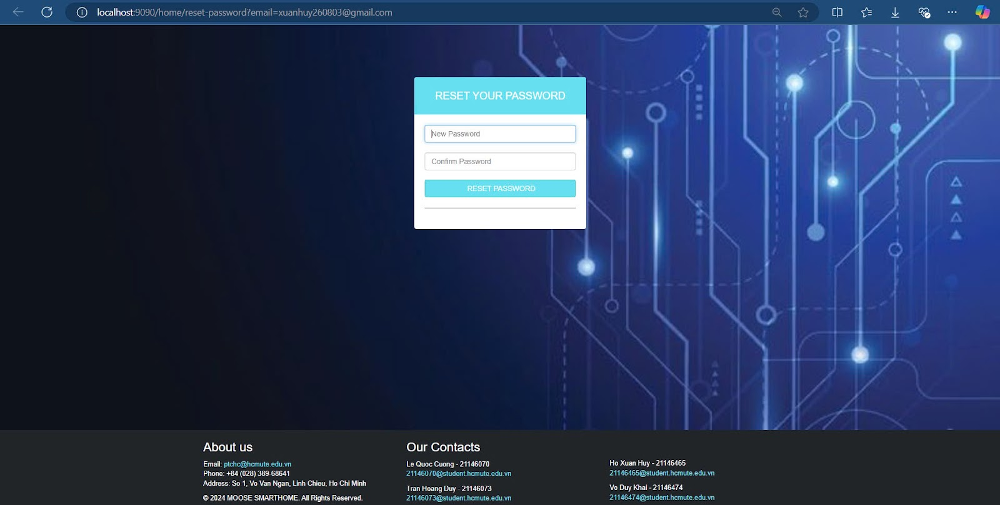 localhost:9090/home/reset-password?email=xuanhuy260803@gmail.com
RESET YOUR PASSWORD
New Password
Confirm Password
RESET PASSWORD
About us
Email: ptchc@hcmute.edu.vn
Phone: +84 (028) 389-68641
Address: So 1, Vo Van Ngan, Linh Chieu, Ho Chi Minh
© 2024 MOOSE SMARTHOME. All Rights Reserved.
Our Contacts
Le Quoc Cuong - 21146070
21146070@student.hcmute.edu.vn
Tran Hoang Duy - 21146073
21146073@student.hcmute.edu.vn
Ho Xuan Huy - 21146465
21146465@student.hcmute.edu.vn
Vo Duy Khai - 21146474
21146474@student.hcmute.edu.vn